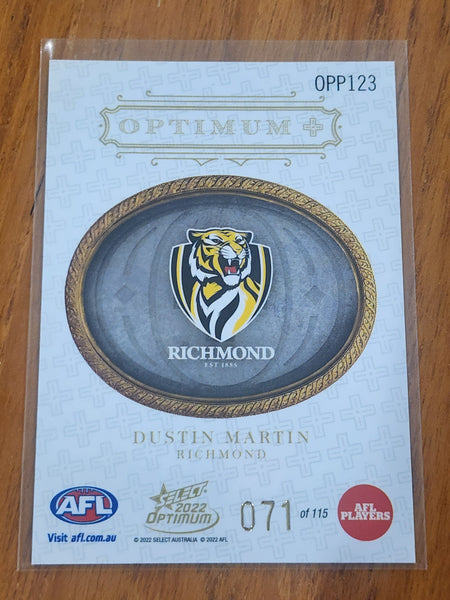 OPP123
OPTIMUM +
RICHMOND
EST 1885
DUSTIN MARTIN
RICHMOND
AFL
Visit afl.com.au
SELECT
2022
OPTIMUM
071 of 115
AFL
PLAYERS
© 2022 SELECT AUSTRALIA © 2022 AFL